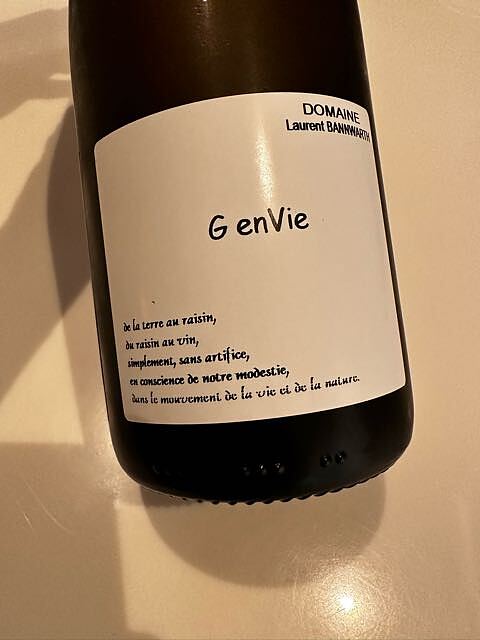 DOMAINE
Laurent BANNWARTH
G enVie
de la terre au raisin,
du raisin au vin,
simplement, sans artifice,
en conscience de notre modestie,
dans le mouvement de la vie et de la nature.